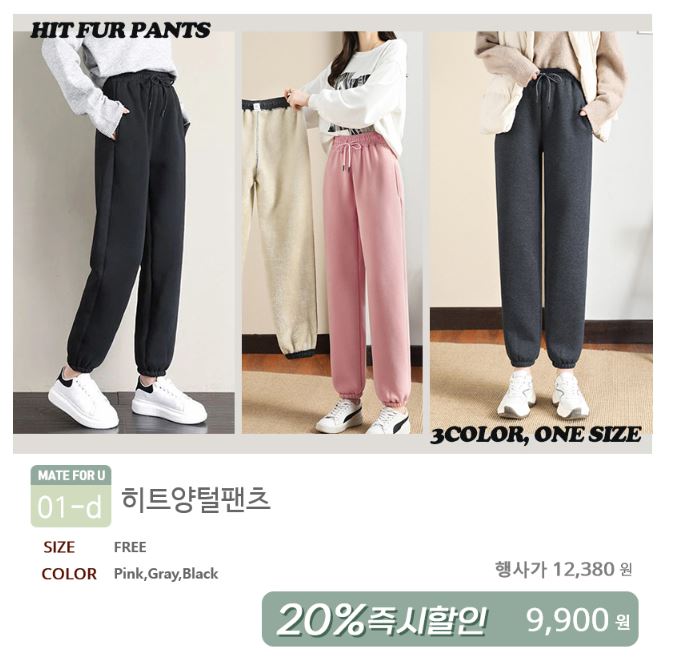 HIT FUR PANTS
3COLOR, ONE SIZE
MATE FOR U
01-d 히트양털팬츠
SIZE FREE
COLOR Pink,Gray,Black
행사가 12,380 원
20%즉시할인 9,900 원